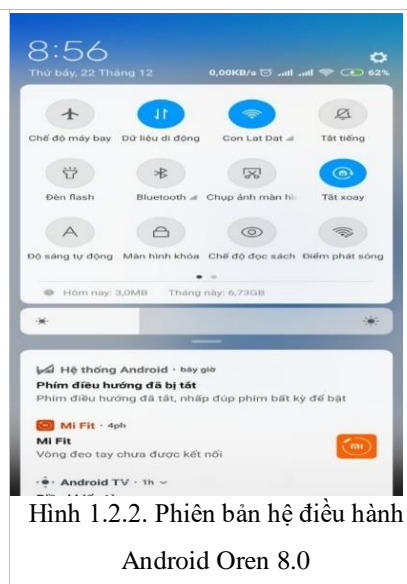 8:56
Thứ bảy, 22 Tháng 12
0,00KB/s
62%
Chế độ máy bay
Dữ liệu di động
Con Lat Dat
Tắt tiếng
Đèn flash
Bluetooth
Chụp ảnh màn hì
Tắt xoay
Độ sáng tự động
Màn hình khóa
Chế độ đọc sách
Điểm phát sóng
Hôm nay: 3,0MB Tháng này: 6,73GB
Hệ thống Android · bây giờ
Phím điều hướng đã bị tắt
Phím điều hướng đã tắt, nhấp đúp phím bất kỳ để bật
Mi Fit · 4ph
Mi Fit
Vòng đeo tay chưa được kết nối
Android TV · 1h
Hình 1.2.2. Phiên bản hệ điều hành
Android Oren 8.0